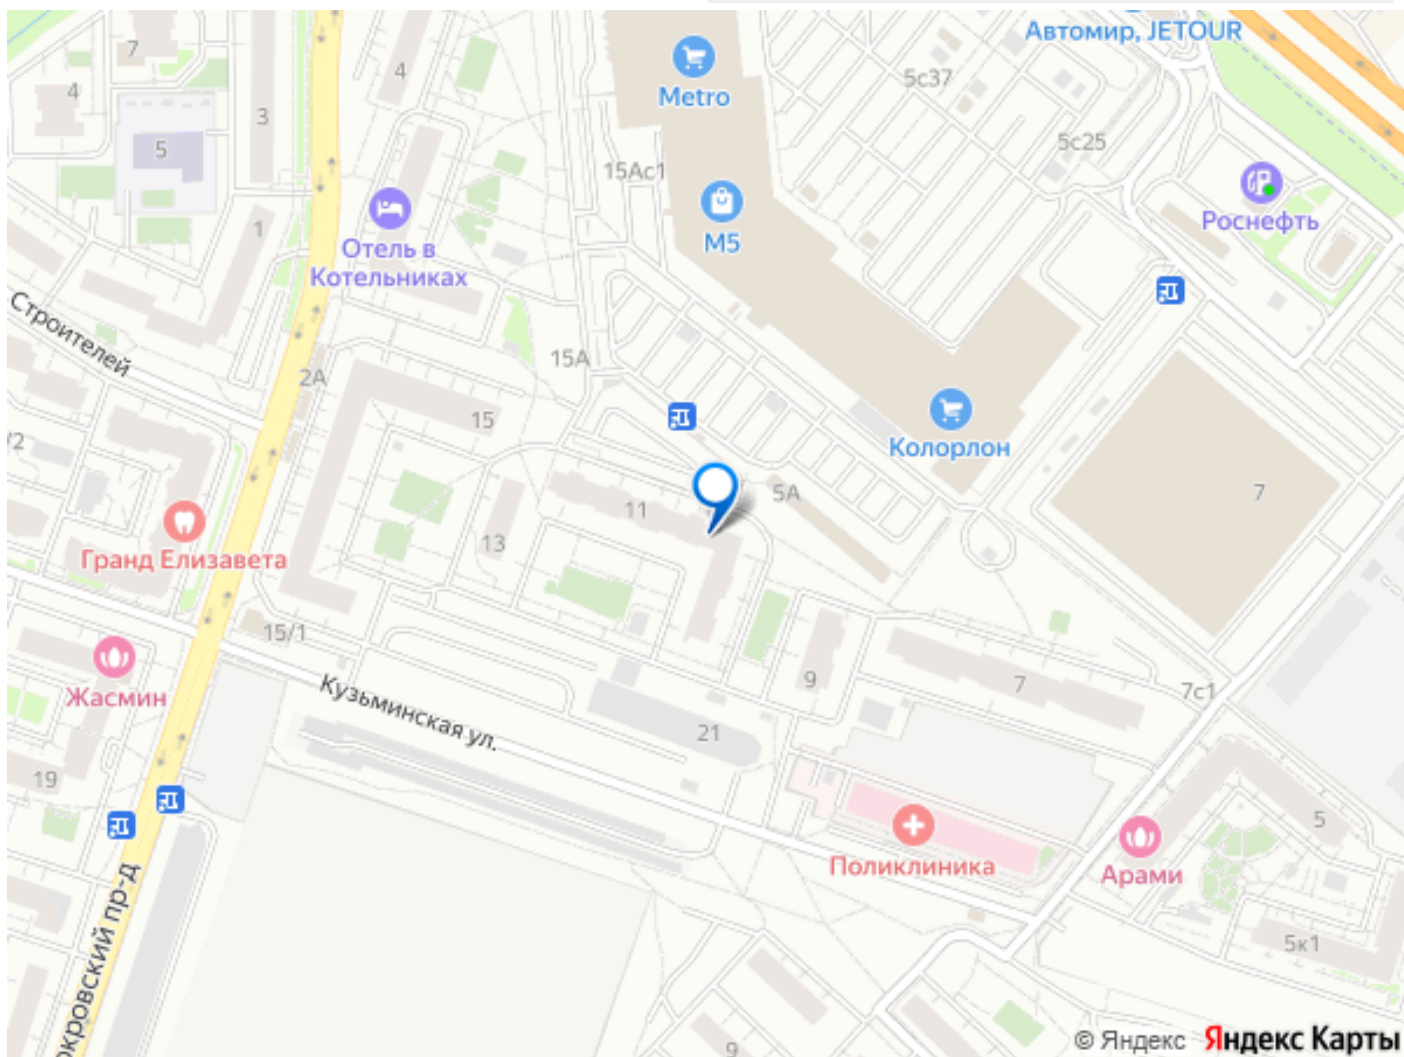 Автомир, JETOUR
7
4
Metro
5с37
4
3
5с25
5
15Ас1
Роснефть
1
М5
Отель в
Котельниках
Строителей
15А
2А
15
Колорлон
/2
5А
7
11
13
Гранд Елизавета
15/1
Жасмин
Кузьминская ул.
9
7
7с1
21
19
5
Поликлиника
Арами
окровский пр-д
5к1
9
© Яндекс Яндекс Карты